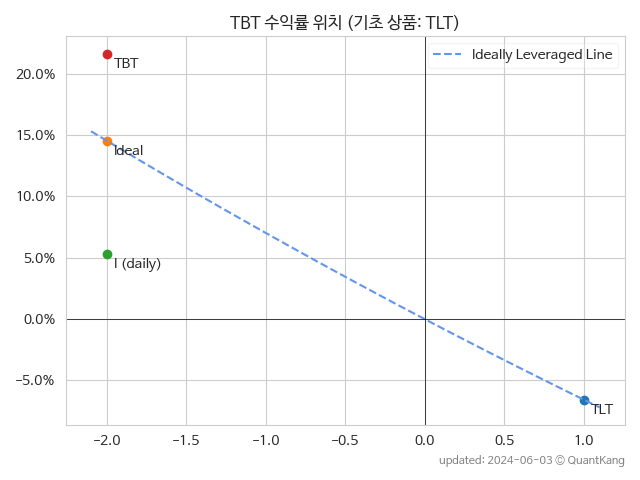 TBT 수익률 위치 (기초 상품: TLT)
Ideally Leveraged Line
20.0%
15.0%
10.0%
5.0%
0.0%
−5.0%
TBT
Ideal
I (daily)
TLT
−2.0 −1.5 −1.0 −0.5 0.0 0.5 1.0
updated: 2024-06-03 © QuantKang